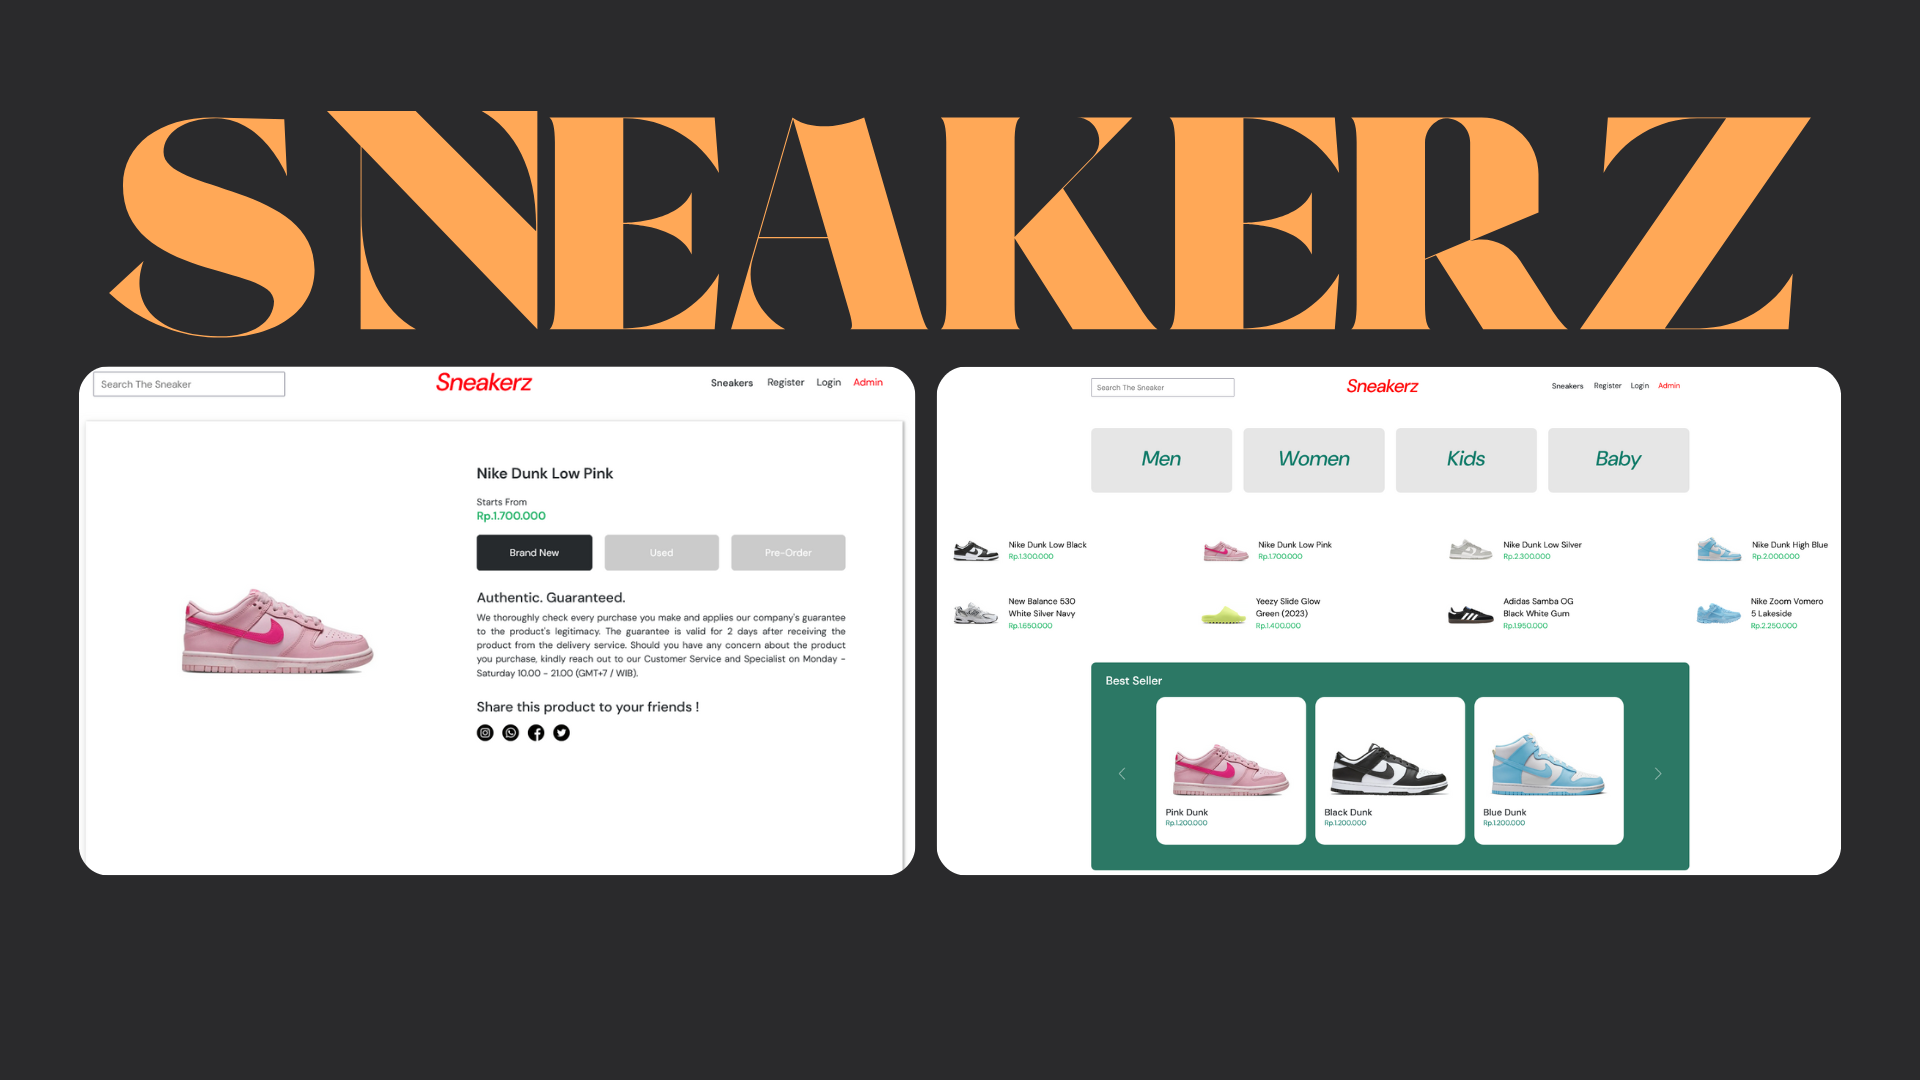 SNEAKERZ
Search The Sneaker
Sneakerz
Sneakers Register Login Admin
Nike Dunk Low Pink
Starts From
Rp.1.700.000
Brand New Used Pre-Order
Authentic. Guaranteed.
We thoroughly check every purchase you make and applies our company's guarantee
to the product's legitimacy. The guarantee is valid for 2 days after receiving the
product from the delivery service. Should you have any concern about the product
you purchase, kindly reach out to our Customer Service and Specialist on Monday -
Saturday 10.00 - 21.00 (GMT+7 / WIB).
Share this product to your friends !
Search The Sneaker
Sneakerz
Sneakers Register Login Admin
Men Women Kids Baby
Nike Dunk Low Black
Rp.1.300.000
Nike Dunk Low Pink
Rp.1.700.000
Nike Dunk Low Silver
Rp.2.300.000
Nike Dunk High Blue
Rp.2.000.000
New Balance 530
White Silver Navy
Rp.1.650.000
Yeezy Slide Glow
Green (2023)
Rp.1.400.000
Adidas Samba OG
Black White Gum
Rp.1.950.000
Nike Zoom Vomero
5 Lakeside
Rp.2.250.000
Best Seller
Pink Dunk
Rp.1.200.000
Black Dunk
Rp.1.200.000
Blue Dunk
Rp.1.200.000